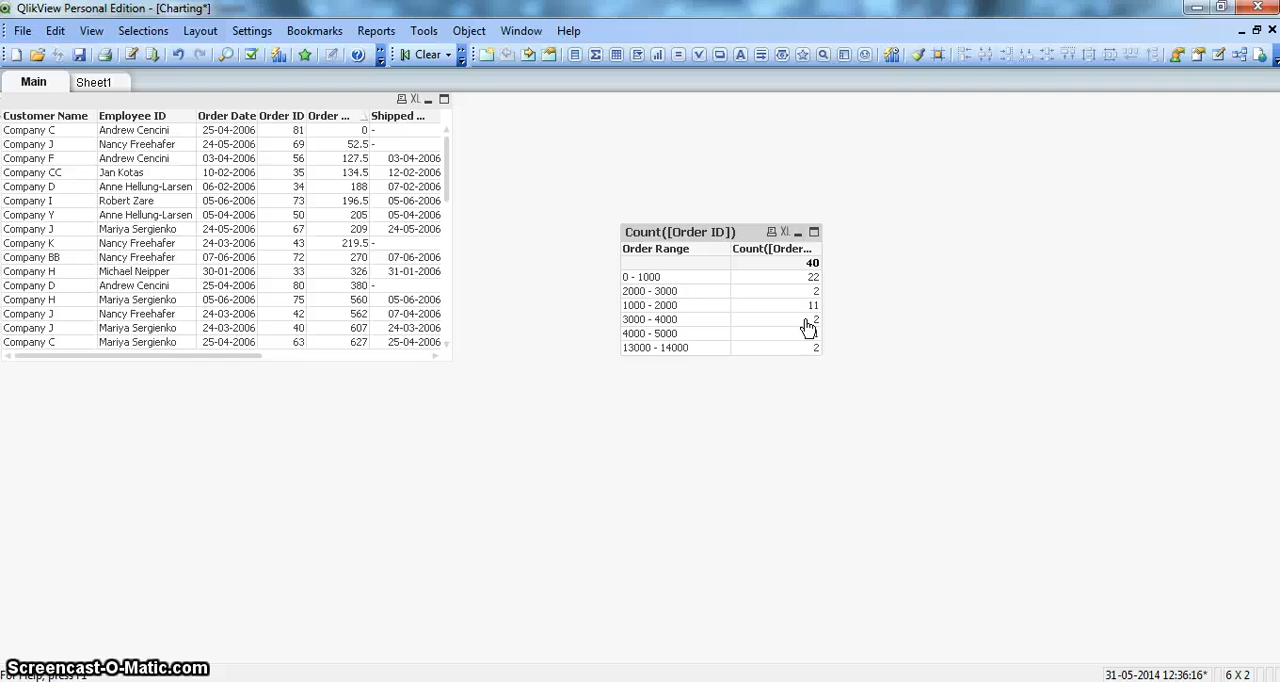 QlikView Personal Edition - [Charting*]
File Edit View Selections Layout Settings Bookmarks Reports Tools Object Window Help
Clear
Main Sheet1
XL
Customer Name Employee ID Order Date Order ID Order ... Shipped ...
Company C Andrew Cencini 25-04-2006 81 0 -
Company J Nancy Freehafer 24-05-2006 69 52.5 -
Company F Andrew Cencini 03-04-2006 56 127.5 03-04-2006
Company CC Jan Kotas 10-02-2006 35 134.5 12-02-2006
Company D Anne Hellung-Larsen 06-02-2006 34 188 07-02-2006
Company I Robert Zare 05-06-2006 73 196.5 05-06-2006
Company Y Anne Hellung-Larsen 05-04-2006 50 205 05-04-2006
Company J Mariya Sergienko 24-05-2006 67 209 24-05-2006
Company K Nancy Freehafer 24-03-2006 43 219.5 -
Company BB Nancy Freehafer 07-06-2006 72 270 07-06-2006
Company H Michael Neipper 30-01-2006 33 326 31-01-2006
Company D Andrew Cencini 25-04-2006 80 380 -
Company H Mariya Sergienko 05-06-2006 75 560 05-06-2006
Company J Nancy Freehafer 24-03-2006 42 562 07-04-2006
Company J Mariya Sergienko 24-03-2006 40 607 24-03-2006
Company C Mariya Sergienko 25-04-2006 63 627 25-04-2006
Count([Order ID]) XL
Order Range Count([Order...
40
0 - 1000 22
2000 - 3000 2
1000 - 2000 11
3000 - 4000 2
4000 - 5000
13000 - 14000 2
Screencast-O-Matic.com
For Help, press F1
31-05-2014 12:36:16* 6 X 2